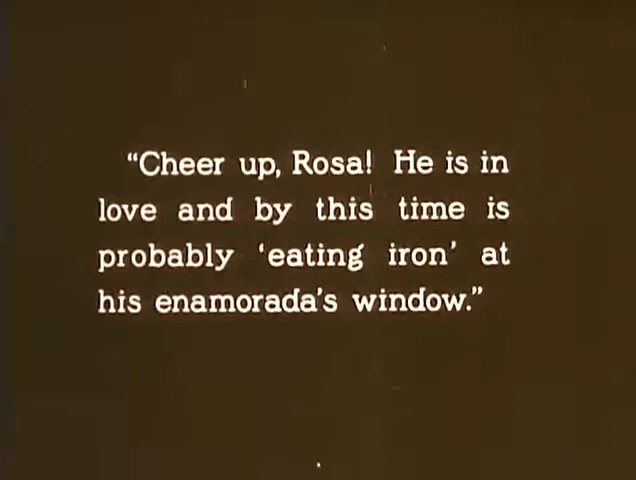 “Cheer up, Rosa! He is in
love and by this time is
probably ‘eating iron’ at
his enamorada’s window.”